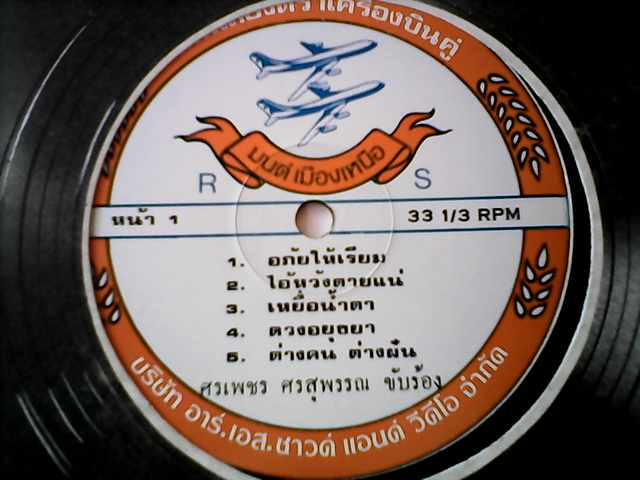 ตราเครื่องบินคู่
มนต์เมืองเหนือ
R S
หน้า 1 33 1/3 RPM
1. อภัยให้เรียม
2. ไอ้หวังตายแน่
3. เหยื่อน้ำตา
4. ดวงอยุธยา
5. ต่างคน ต่างฝัน
ศรเพชร ศรสุพรรณ ขับร้อง
บริษัท อาร์.เอส.ซาวด์ แอนด์ วีดีโอ จำกัด